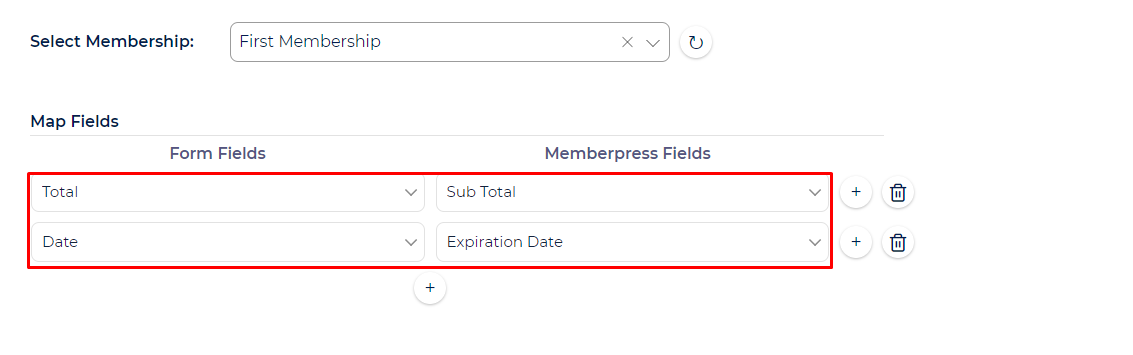 Select Membership: First Membership
Map Fields
Form Fields Memberpress Fields
Total Sub Total
Date Expiration Date